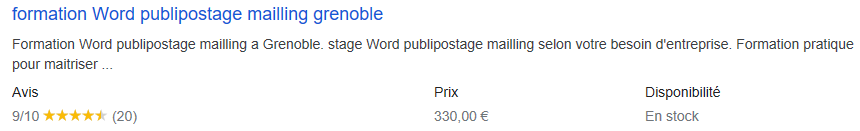 formation Word publipostage mailling grenoble
Formation Word publipostage mailling a Grenoble. stage Word publipostage mailling selon votre besoin d'entreprise. Formation pratique
pour maitriser ...
Avis Prix Disponibilité
9/10 ★★★★★ (20) 330,00 € En stock